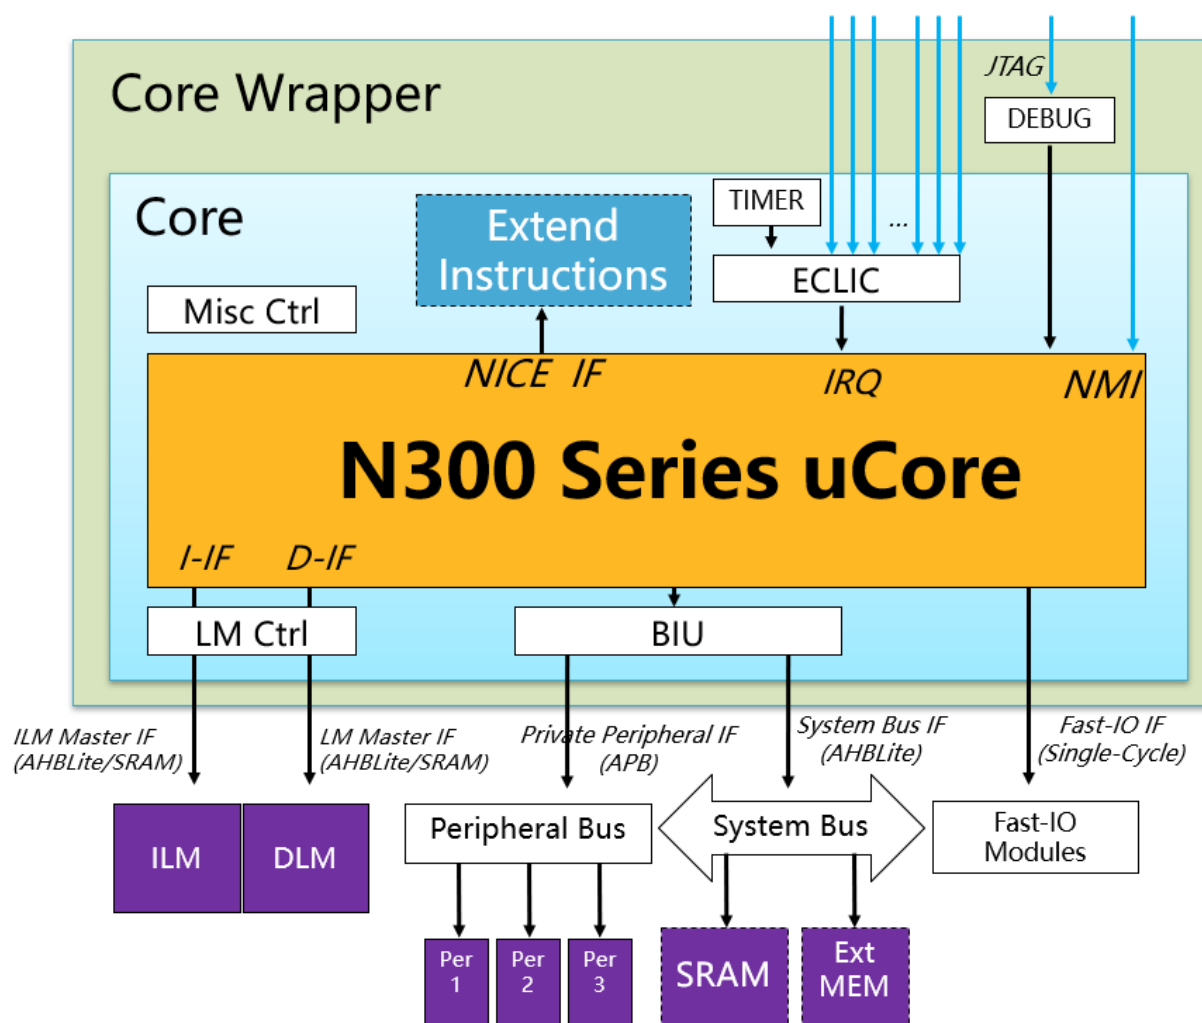 Core Wrapper
JTAG
DEBUG
Core
Extend
Instructions
TIMER
...
ECLIC
Misc Ctrl
NICE IF
IRQ
NMI
N300 Series uCore
I-IF
D-IF
LM Ctrl
BIU
ILM Master IF
(AHBLite/SRAM)
LM Master IF
(AHBLite/SRAM)
Private Peripheral IF
(APB)
System Bus IF
(AHBLite)
Fast-IO IF
(Single-Cycle)
ILM
DLM
Peripheral Bus
System Bus
Fast-IO
Modules
Per
1
Per
2
Per
3
SRAM
Ext
MEM